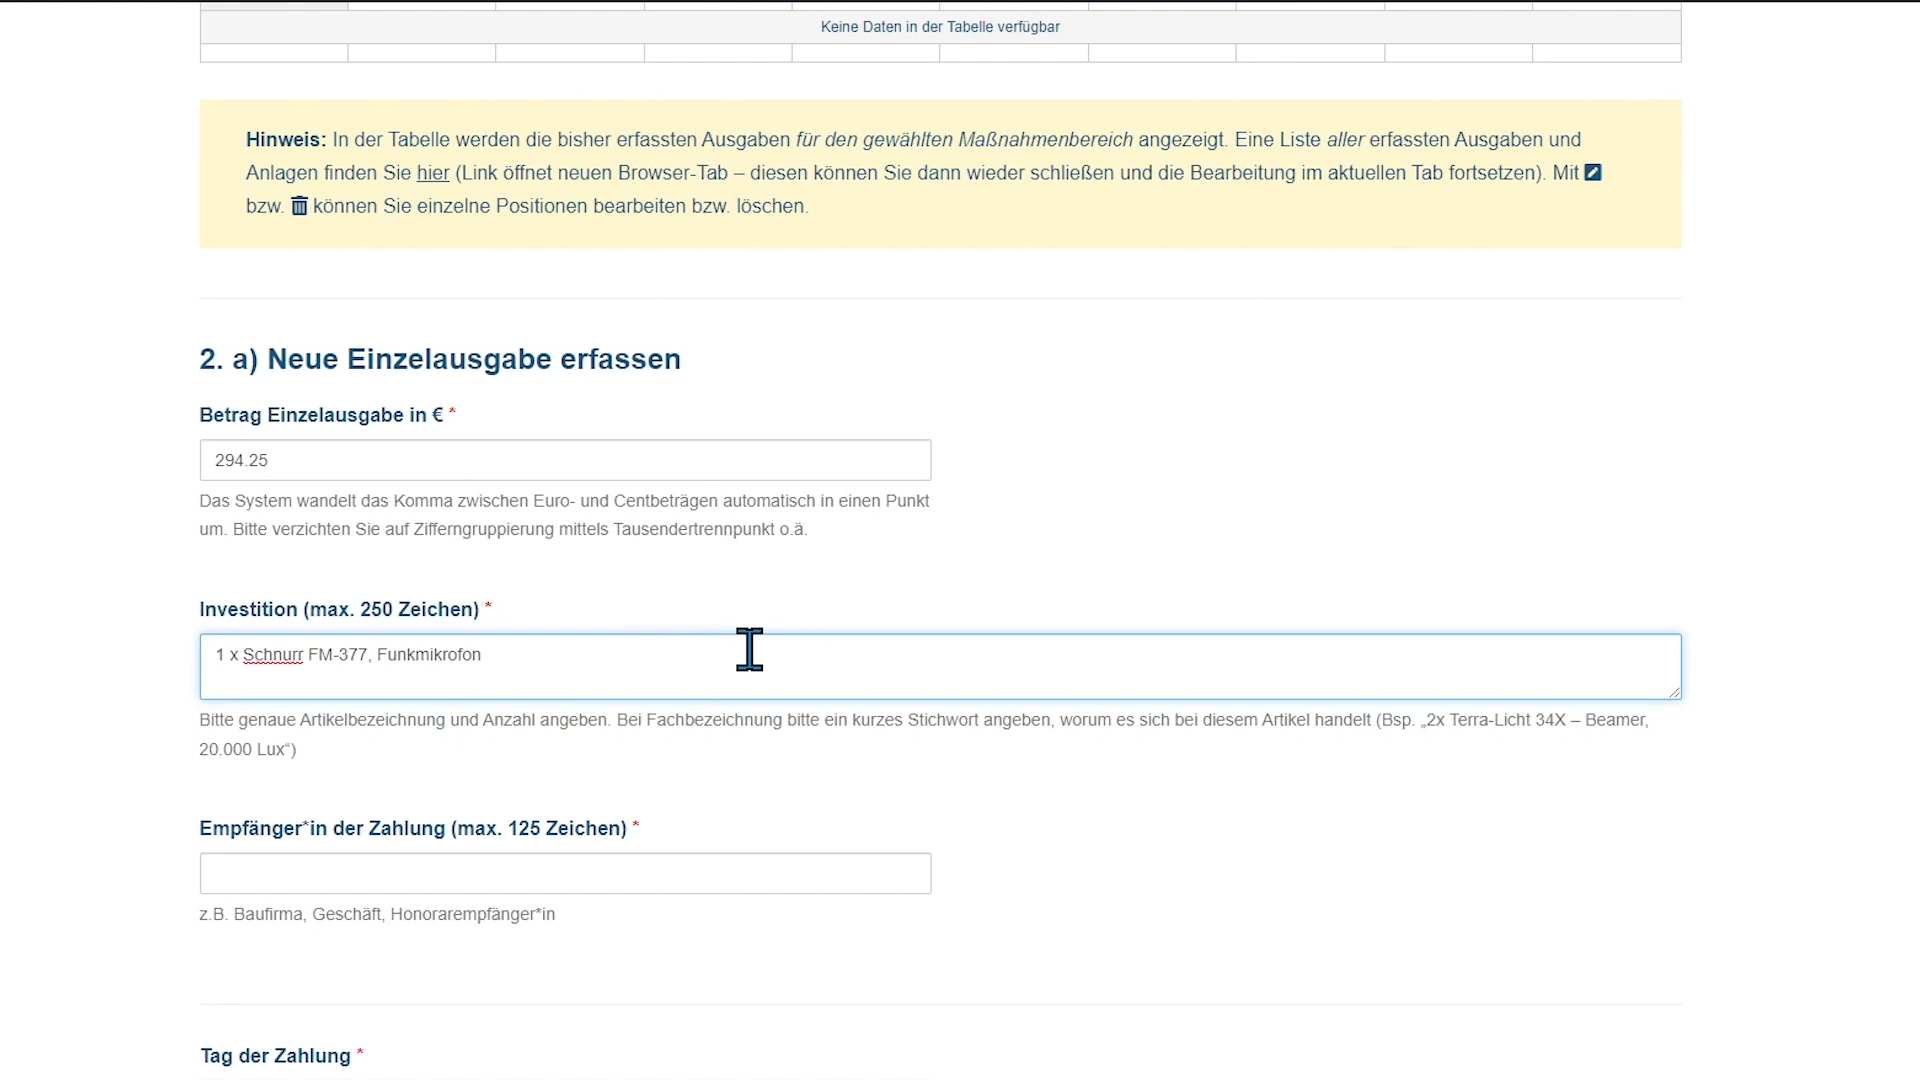 Keine Daten in der Tabelle verfügbar
Hinweis: In der Tabelle werden die bisher erfassten Ausgaben für den gewählten Maßnahmenbereich angezeigt. Eine Liste aller erfassten Ausgaben und
Anlagen finden Sie hier (Link öffnet neuen Browser-Tab – diesen können Sie dann wieder schließen und die Bearbeitung im aktuellen Tab fortsetzen). Mit
bzw. können Sie einzelne Positionen bearbeiten bzw. löschen.
2. a) Neue Einzelausgabe erfassen
Betrag Einzelausgabe in € *
294.25
Das System wandelt das Komma zwischen Euro- und Centbeträgen automatisch in einen Punkt
um. Bitte verzichten Sie auf Zifferngruppierung mittels Tausendertrennpunkt o.ä.
Investition (max. 250 Zeichen) *
1 x Schnurr FM-377, Funkmikrofon
Bitte genaue Artikelbezeichnung und Anzahl angeben. Bei Fachbezeichnung bitte ein kurzes Stichwort angeben, worum es sich bei diesem Artikel handelt (Bsp. „2x Terra-Licht 34X – Beamer,
20.000 Lux“)
Empfänger*in der Zahlung (max. 125 Zeichen) *
z.B. Baufirma, Geschäft, Honorarempfänger*in
Tag der Zahlung *